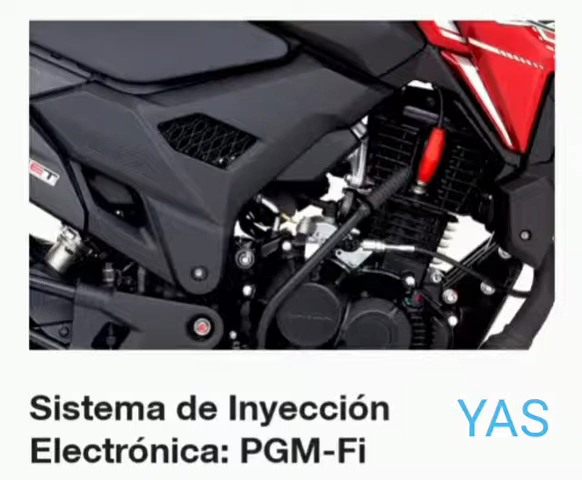 Sistema de Inyección
Electrónica: PGM-Fi
YAS